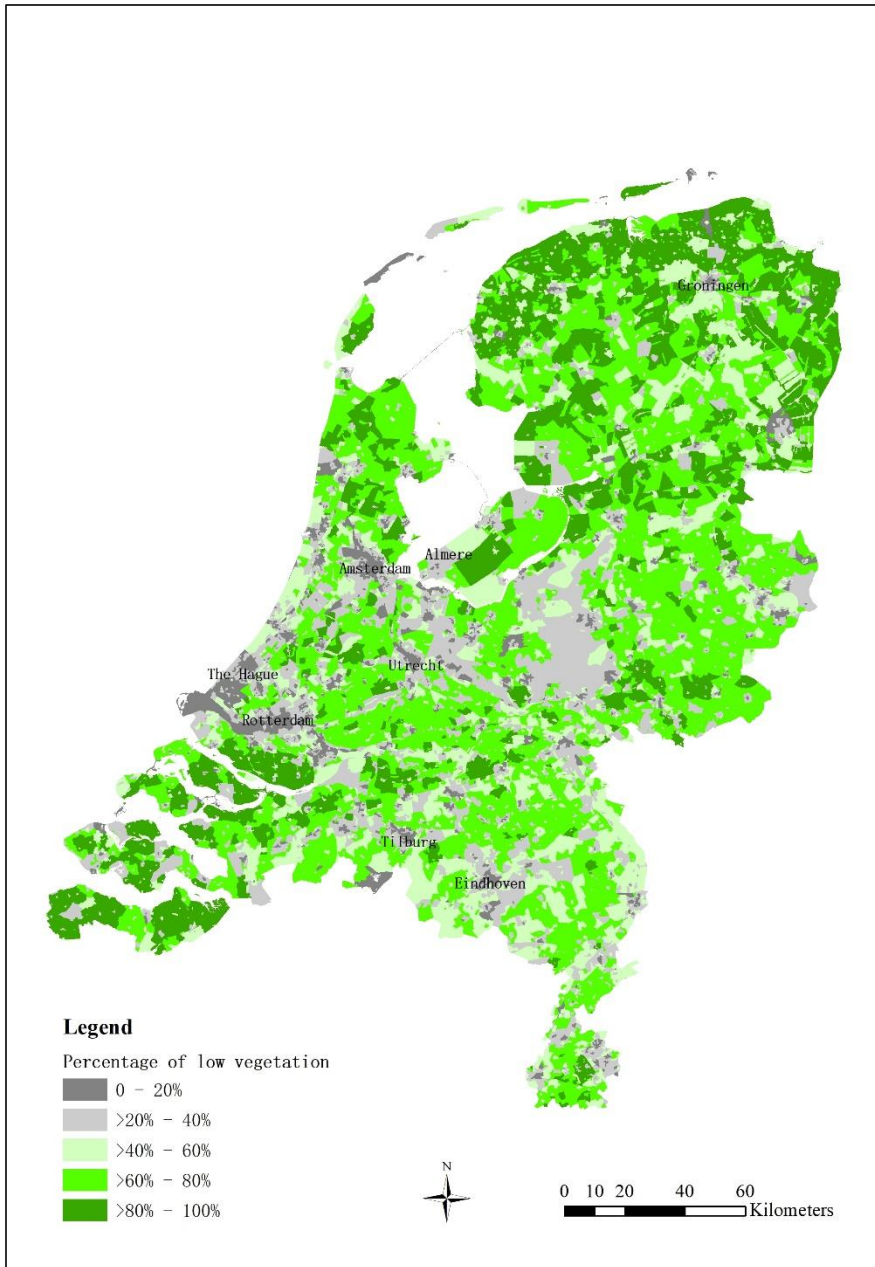 Groningen
Almere
Amsterdam
Utrecht
The Hague
Rotterdam
Tilburg
Eindhoven
Legend
Percentage of low vegetation
0 - 20%
>20% - 40%
>40% - 60%
>60% - 80%
>80% - 100%
N
0 10 20 40 60
Kilometers